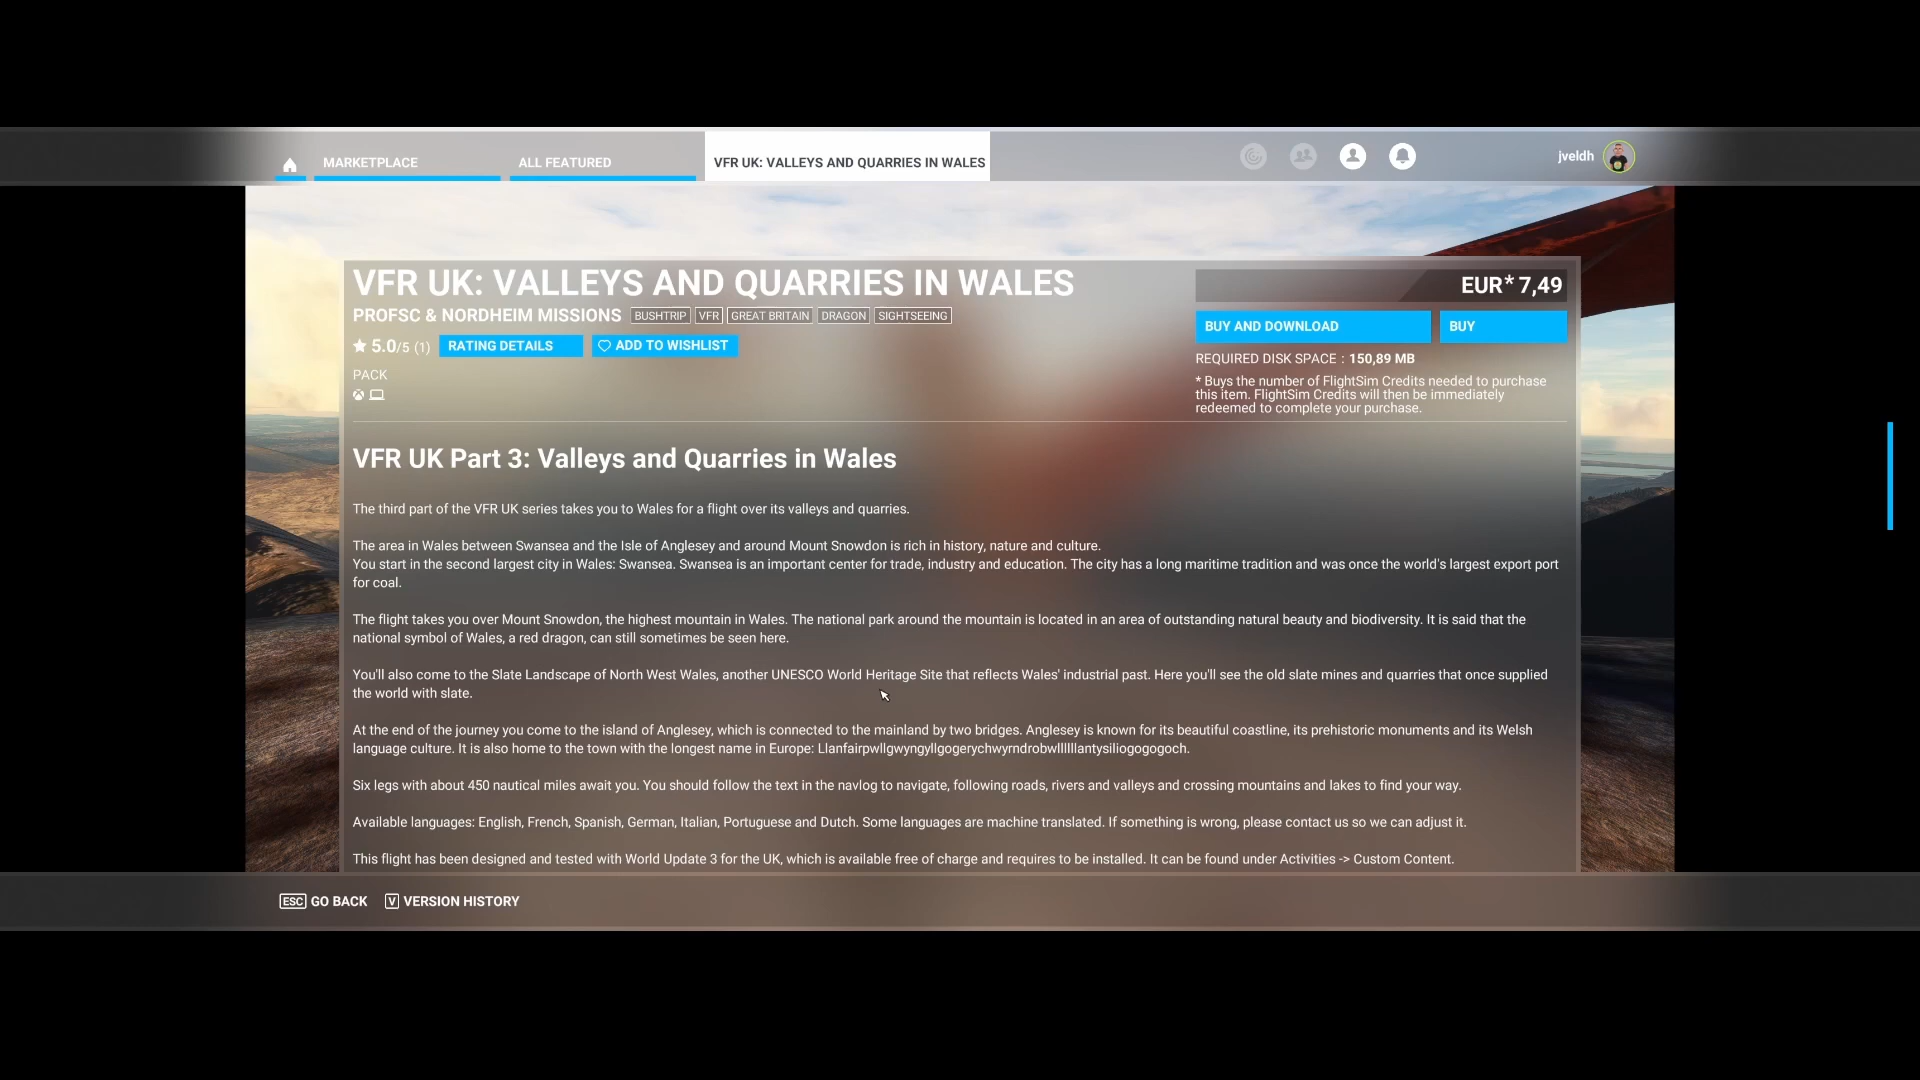 MARKETPLACE
ALL FEATURED
VFR UK: VALLEYS AND QUARRIES IN WALES
jveldh
VFR UK: VALLEYS AND QUARRIES IN WALES
EUR* 7,49
PROFSC & NORDHEIM MISSIONS BUSHTRIP VFR GREAT BRITAIN DRAGON SIGHTSEEING
BUY AND DOWNLOAD
BUY
5.0/5 (1) RATING DETAILS ADD TO WISHLIST
REQUIRED DISK SPACE : 150,89 MB
PACK
* Buys the number of FlightSim Credits needed to purchase
this item. FlightSim Credits will then be immediately
redeemed to complete your purchase.
VFR UK Part 3: Valleys and Quarries in Wales
The third part of the VFR UK series takes you to Wales for a flight over its valleys and quarries.
The area in Wales between Swansea and the Isle of Anglesey and around Mount Snowdon is rich in history, nature and culture.
You start in the second largest city in Wales: Swansea. Swansea is an important center for trade, industry and education. The city has a long maritime tradition and was once the world's largest export port
for coal.
The flight takes you over Mount Snowdon, the highest mountain in Wales. The national park around the mountain is located in an area of outstanding natural beauty and biodiversity. It is said that the
national symbol of Wales, a red dragon, can still sometimes be seen here.
You'll also come to the Slate Landscape of North West Wales, another UNESCO World Heritage Site that reflects Wales' industrial past. Here you'll see the old slate mines and quarries that once supplied
the world with slate.
At the end of the journey you come to the island of Anglesey, which is connected to the mainland by two bridges. Anglesey is known for its beautiful coastline, its prehistoric monuments and its Welsh
language culture. It is also home to the town with the longest name in Europe: Llanfairpwllgwyngyllgogerychwyrndrobwllllllantysiliogogogoch.
Six legs with about 450 nautical miles await you. You should follow the text in the navlog to navigate, following roads, rivers and valleys and crossing mountains and lakes to find your way.
Available languages: English, French, Spanish, German, Italian, Portuguese and Dutch. Some languages are machine translated. If something is wrong, please contact us so we can adjust it.
This flight has been designed and tested with World Update 3 for the UK, which is available free of charge and requires to be installed. It can be found under Activities -> Custom Content.
ESC GO BACK V VERSION HISTORY